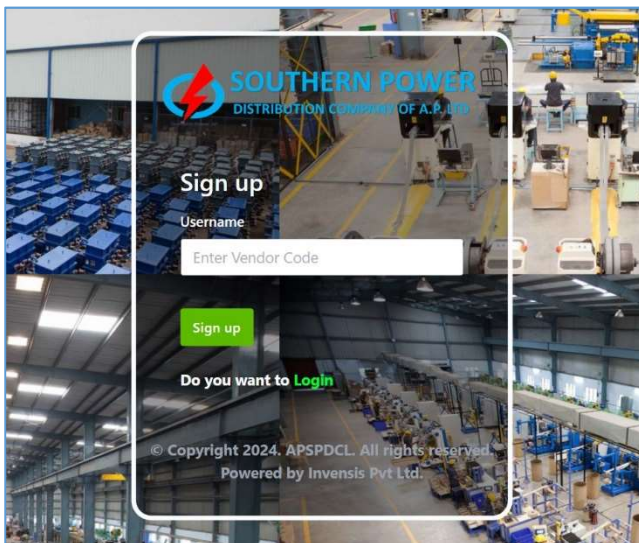 SOUTHERN POWER
DISTRIBUTION COMPANY OF A.P. LTD
Sign up
Username
Enter Vendor Code
Sign up
Do you want to Login
© Copyright 2024. APSPDCL. All rights reserved.
Powered by Invensis Pvt Ltd.